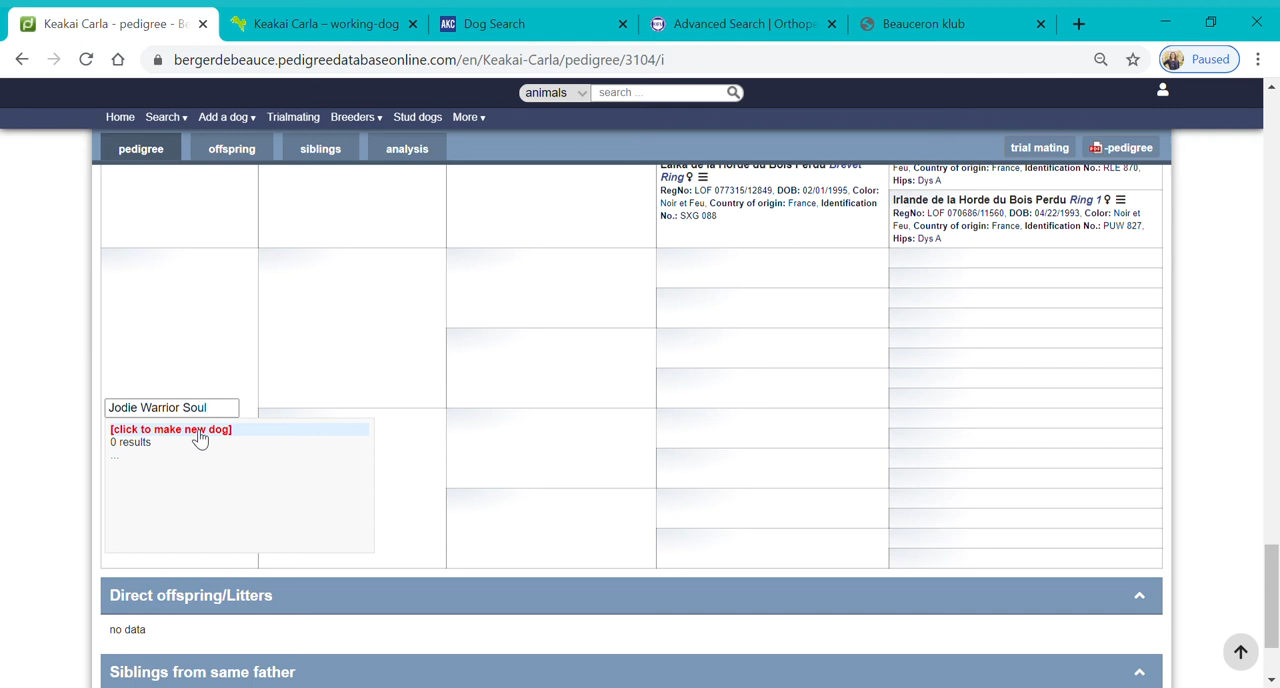 Keakai Carla - pedigree - Be
Keakai Carla – working-dog
AKC Dog Search
Advanced Search | Orthope
Beauceron klub
bergerdebeauce.pedigreedatabaseonline.com/en/Keakai-Carla/pedigree/3104/i
Paused
animals search ...
Home Search Add a dog Trialmating Breeders Stud dogs More
pedigree offspring siblings analysis trial mating PDF -pedigree
Laika de la Horde du Bois Perdu Brevet
Ring♀ ☰
RegNo: LOF 077315/12849, DOB: 02/01/1995, Color:
Noir et Feu, Country of origin: France, Identification
No.: SXG 088
Feu, Country of origin: France, Identification No.: RLE 870,
Hips: Dys A
Irlande de la Horde du Bois Perdu Ring 1♀ ☰
RegNo: LOF 070686/11560, DOB: 04/22/1993, Color: Noir et
Feu, Country of origin: France, Identification No.: PUW 827,
Hips: Dys A
Jodie Warrior Soul
[click to make new dog]
0 results
...
Direct offspring/Litters
no data
Siblings from same father